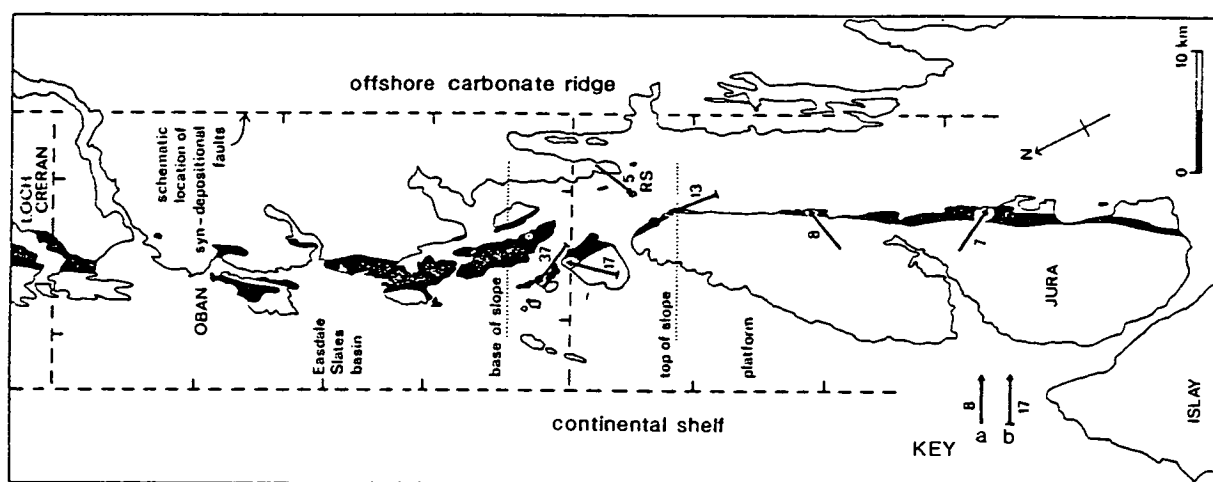 offshore carbonate ridge
10 km
0
N
LOCH
CRERAN
schematic
location of
syn-depositional
faults
OBAN
Easdale
Slates
basin
base of slope
37
17
5
RS
13
top of slope
platform
8
7
JURA
ISLAY
continental shelf
8
a
17
b
KEY